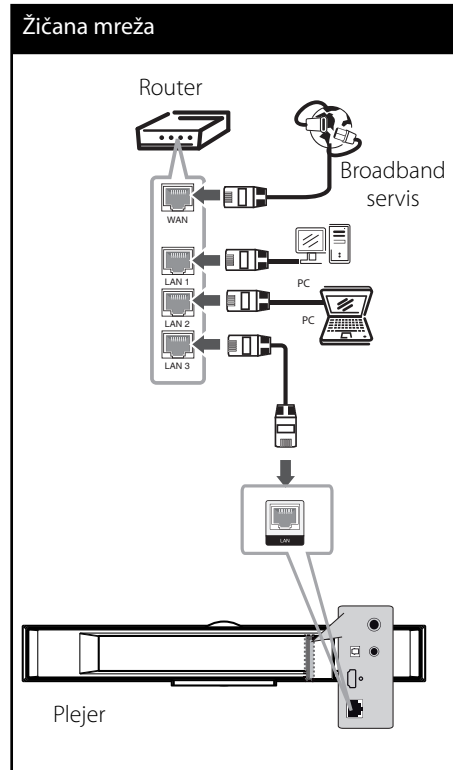 Žičana mreža
Router
Broadband
servis
WAN
LAN 1
PC
LAN 2
PC
LAN 3
LAN
Plejer